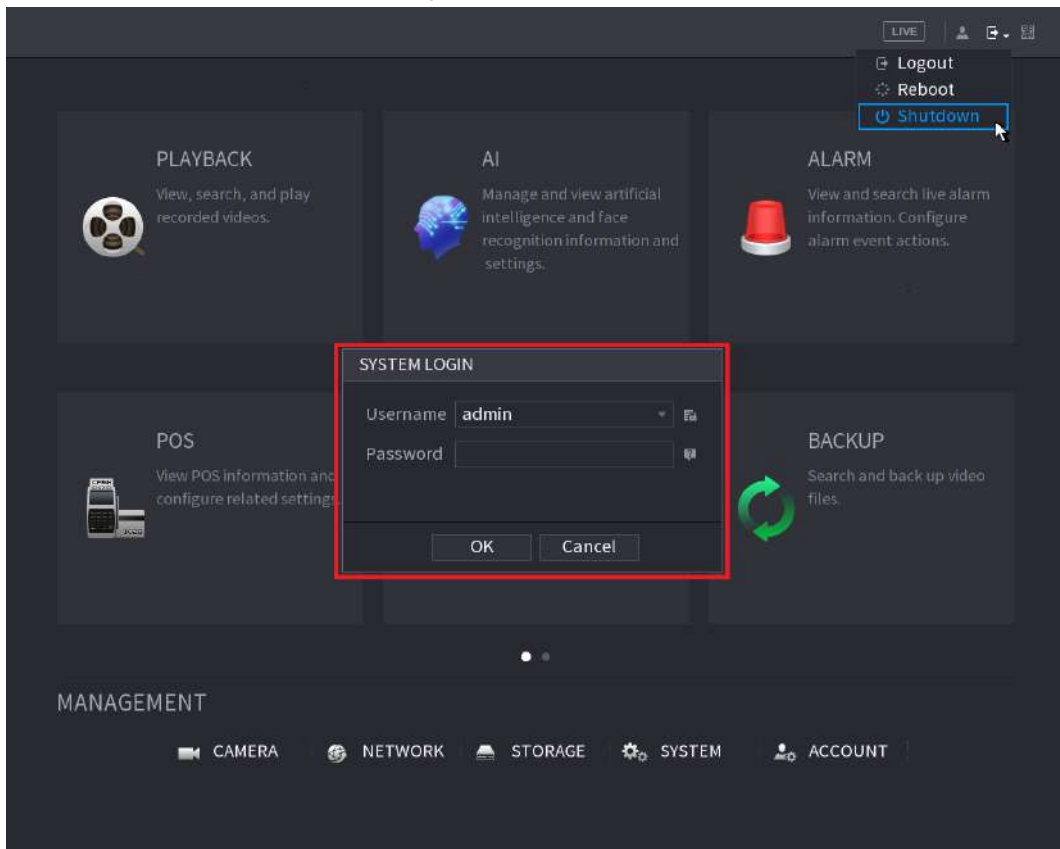 LIVE
Logout
Reboot
Shutdown
PLAYBACK
View, search, and play
recorded videos.
AI
Manage and view artificial
intelligence and face
recognition information and
settings.
ALARM
View and search live alarm
information. Configure
alarm event actions.
SYSTEM LOGIN
Username admin
Password
OK Cancel
POS
View POS information and
configure related settings.
BACKUP
Search and back up video
files.
MANAGEMENT
CAMERA NETWORK STORAGE SYSTEM ACCOUNT